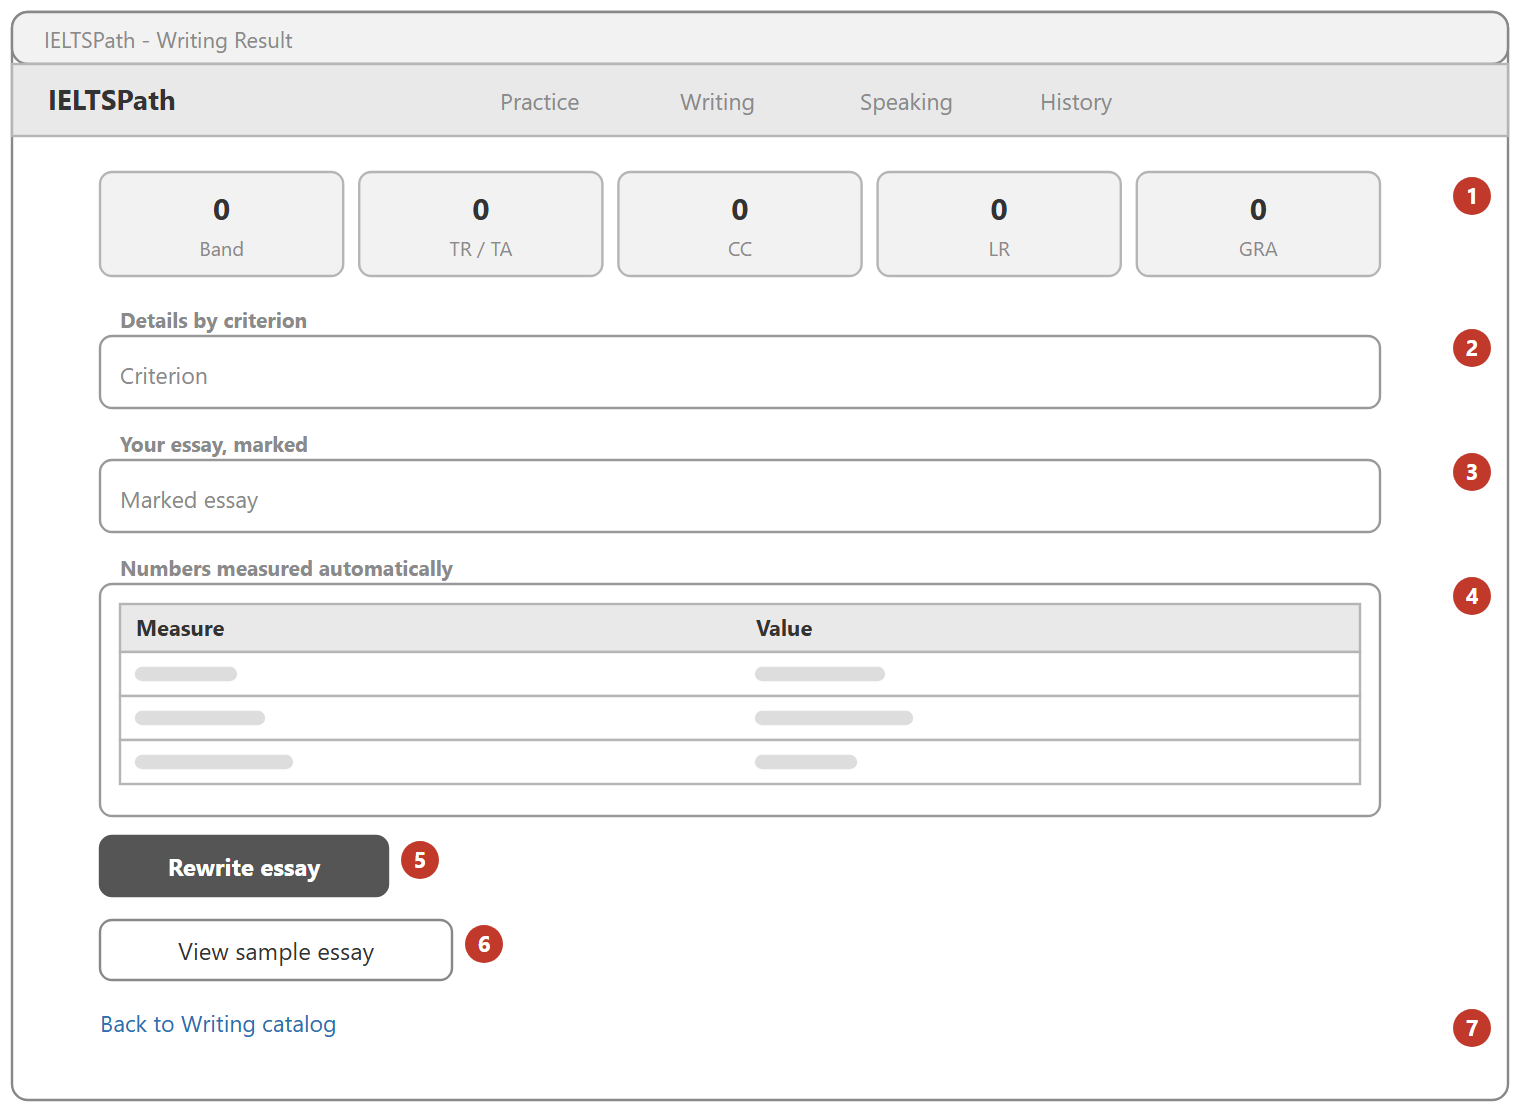 IELTSPath - Writing Result
IELTSPath Practice Writing Speaking History
0 0 0 0 0 1
Band TR / TA CC LR GRA
Details by criterion
2
Criterion
Your essay, marked
3
Marked essay
Numbers measured automatically
4
Measure Value
Rewrite essay 5
View sample essay 6
Back to Writing catalog 7